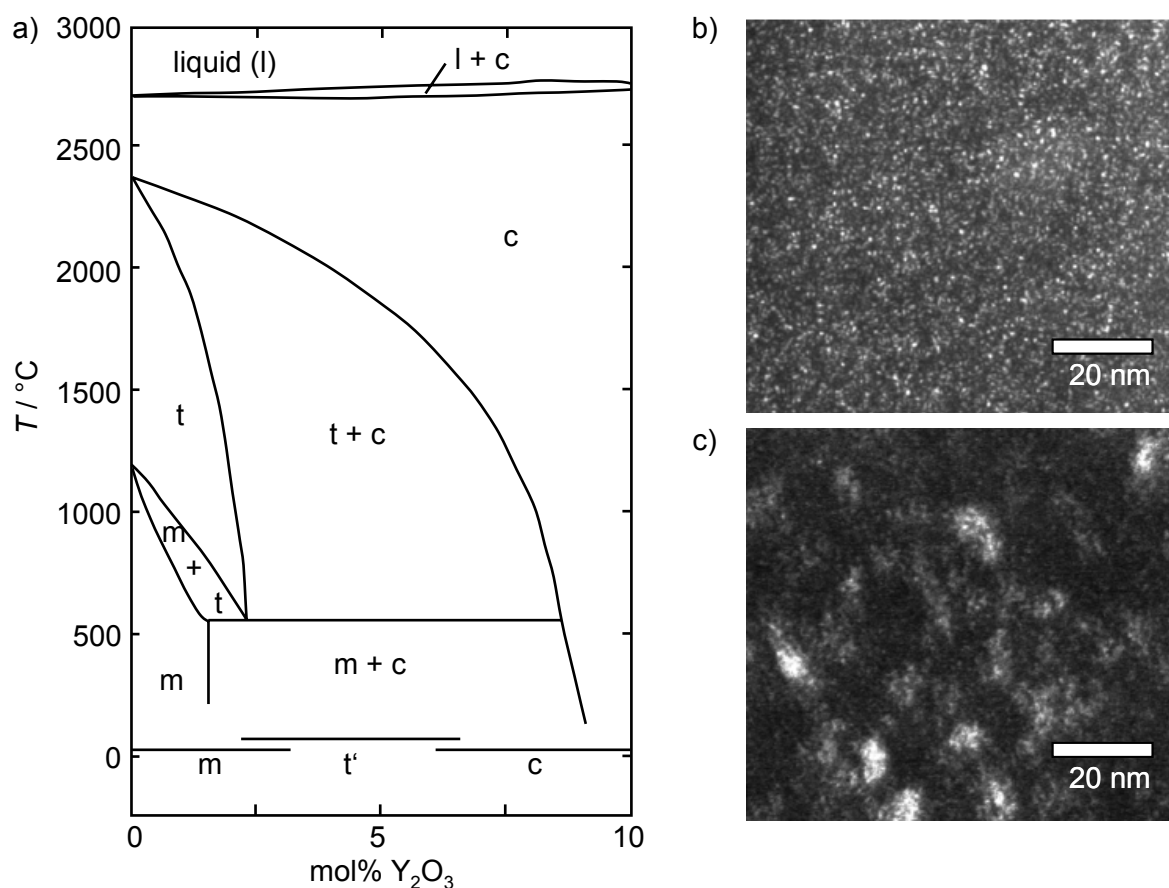 a)
3000
2500
2000
1500
1000
500
0
T / °C
liquid (l)
l + c
c
t
t + c
m
+
t
m
m + c
m
t‘
c
0
5
10
mol% Y₂O₃
b)
20 nm
c)
20 nm